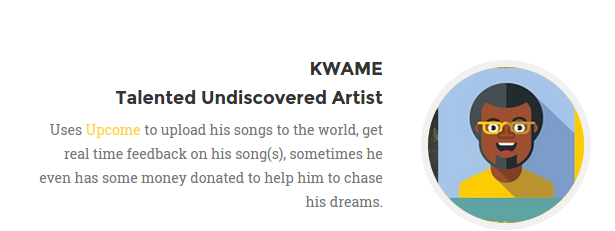 KWAME
Talented Undiscovered Artist
Uses Upcome to upload his songs to the world, get
real time feedback on his song(s), sometimes he
even has some money donated to help him to chase
his dreams.